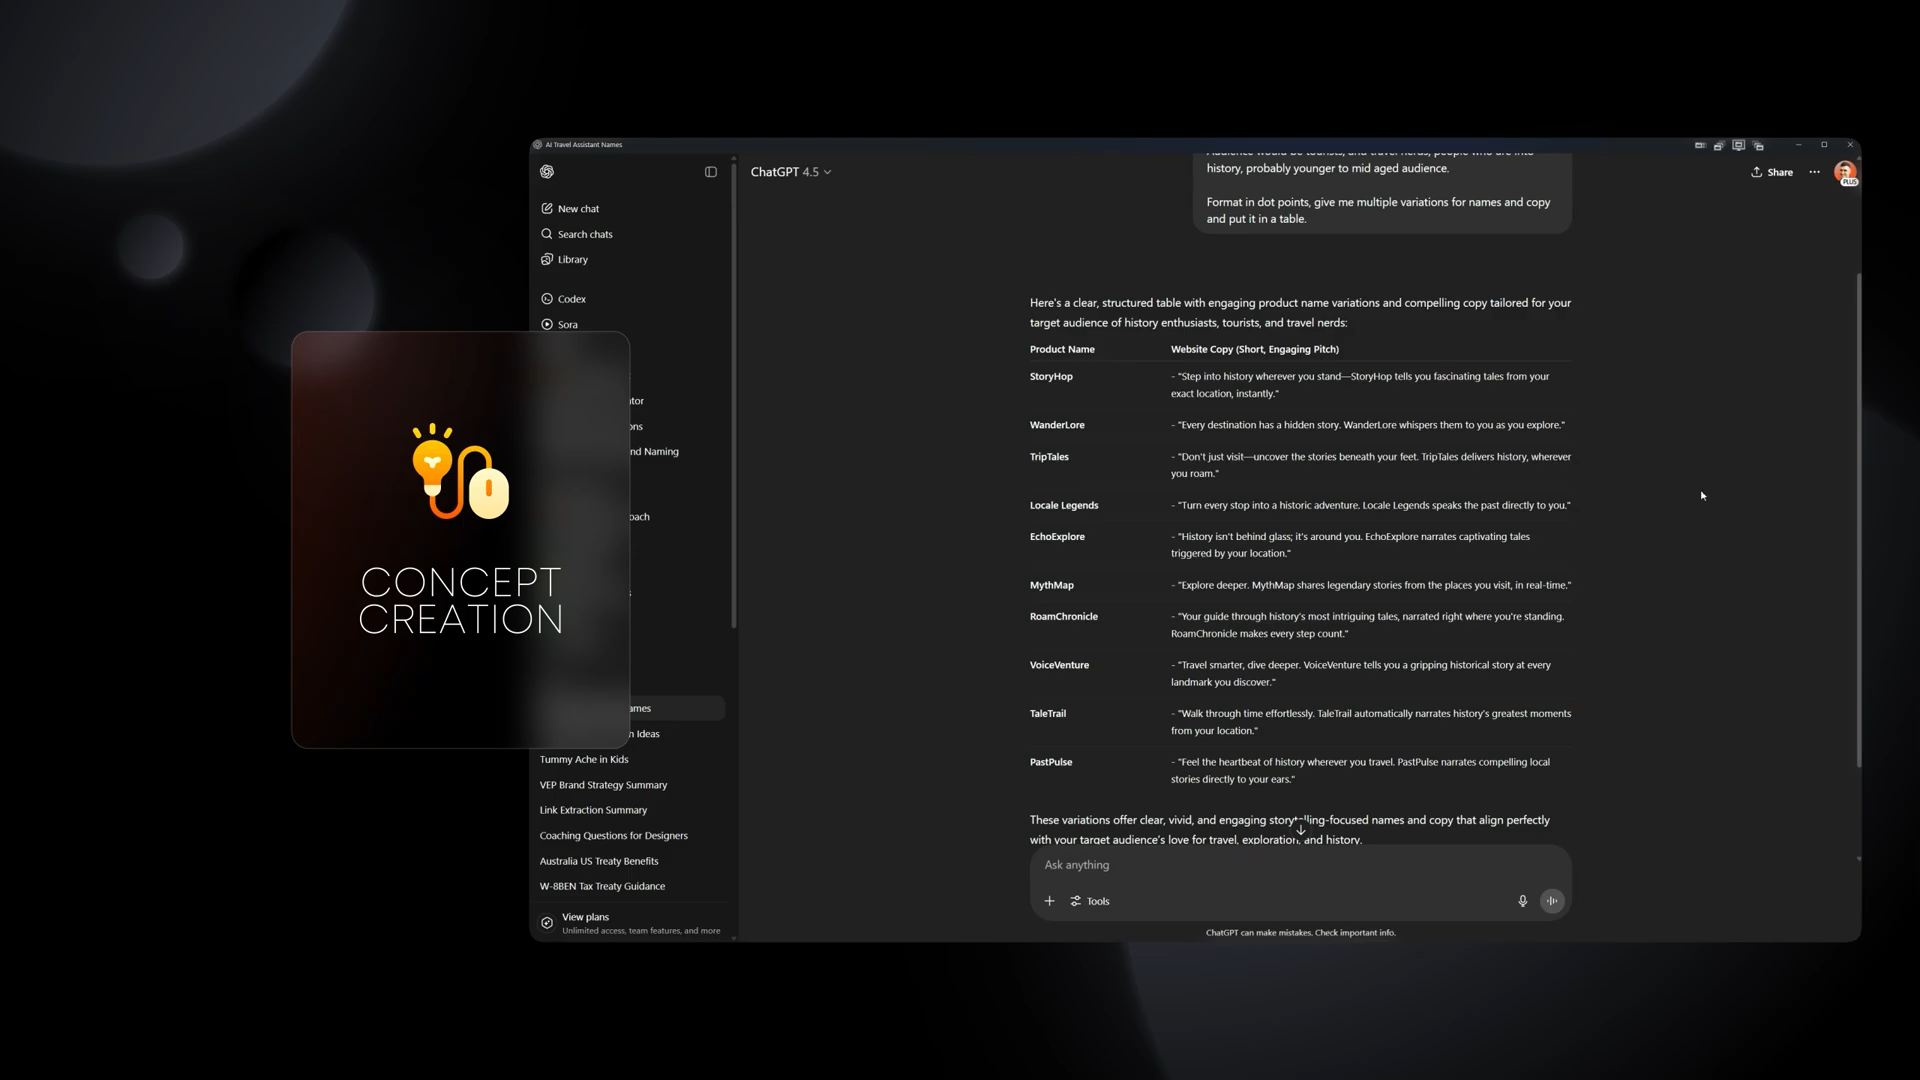 AI Travel Assistant Names
ChatGPT 4.5
Share
PLUS
New chat
Search chats
Library
Codex
Sora
nd Naming
h Ideas
Tummy Ache in Kids
VEP Brand Strategy Summary
Link Extraction Summary
Coaching Questions for Designers
Australia US Treaty Benefits
W-8BEN Tax Treaty Guidance
View plans
Unlimited access, team features, and more
CONCEPT
CREATION
Audience would be tourists, and travel nerds, people who are into
history, probably younger to mid aged audience.
Format in dot points, give me multiple variations for names and copy
and put it in a table.
Here's a clear, structured table with engaging product name variations and compelling copy tailored for your
target audience of history enthusiasts, tourists, and travel nerds:
Product Name Website Copy (Short, Engaging Pitch)
StoryHop - "Step into history wherever you stand—StoryHop tells you fascinating tales from your
exact location, instantly."
WanderLore - "Every destination has a hidden story. WanderLore whispers them to you as you explore."
TripTales - "Don't just visit—uncover the stories beneath your feet. TripTales delivers history, wherever
you roam."
Locale Legends - "Turn every stop into a historic adventure. Locale Legends speaks the past directly to you."
EchoExplore - "History isn't behind glass; it's around you. EchoExplore narrates captivating tales
triggered by your location."
MythMap - "Explore deeper. MythMap shares legendary stories from the places you visit, in real-time."
RoamChronicle - "Your guide through history's most intriguing tales, narrated right where you're standing.
RoamChronicle makes every step count."
VoiceVenture - "Travel smarter, dive deeper. VoiceVenture tells you a gripping historical story at every
landmark you discover."
TaleTrail - "Walk through time effortlessly. TaleTrail automatically narrates history's greatest moments
from your location."
PastPulse - "Feel the heartbeat of history wherever you travel. PastPulse narrates compelling local
stories directly to your ears."
These variations offer clear, vivid, and engaging storytelling-focused names and copy that align perfectly
with your target audience's love for travel, exploration, and history.
Ask anything
Tools
ChatGPT can make mistakes. Check important info.